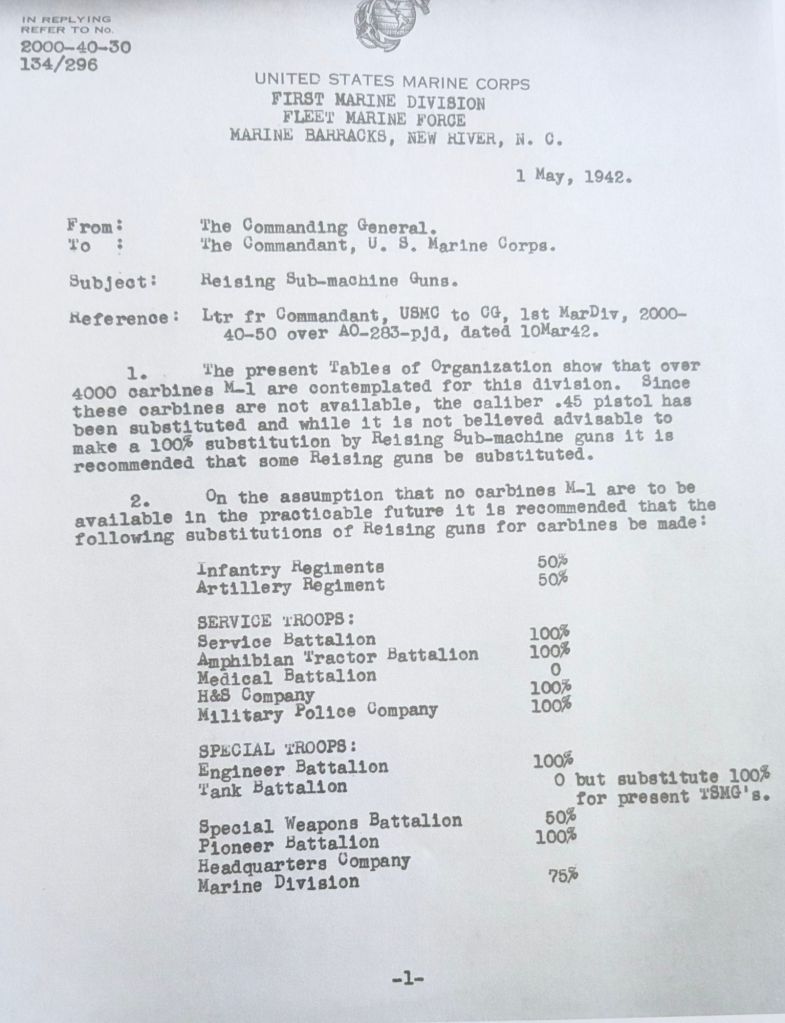 IN REPLYING
REFER TO No.
2000-40-30
134/296
UNITED STATES MARINE CORPS
FIRST MARINE DIVISION
FLEET MARINE FORCE
MARINE BARRACKS, NEW RIVER, N. C.
1 May, 1942.
From: The Commanding General.
To : The Commandant, U. S. Marine Corps.
Subject: Reising Sub-machine Guns.
Reference: Ltr fr Commandant, USMC to CG, 1st MarDiv, 2000-
40-50 over AO-283-pjd, dated 10Mar42.
1. The present Tables of Organization show that over
4000 carbines M-1 are contemplated for this division. Since
these carbines are not available, the caliber .45 pistol has
been substituted and while it is not believed advisable to
make a 100% substitution by Reising Sub-machine guns it is
recommended that some Reising guns be substituted.
2. On the assumption that no carbines M-1 are to be
available in the practicable future it is recommended that the
following substitutions of Reising guns for carbines be made:
Infantry Regiments 50%
Artillery Regiment 50%
SERVICE TROOPS:
Service Battalion 100%
Amphibian Tractor Battalion 100%
Medical Battalion 0
H&S Company 100%
Military Police Company 100%
SPECIAL TROOPS:
Engineer Battalion 100%
Tank Battalion 0 but substitute 100%
for present TSMG's.
Special Weapons Battalion 50%
Pioneer Battalion 100%
Headquarters Company
Marine Division 75%
-1-